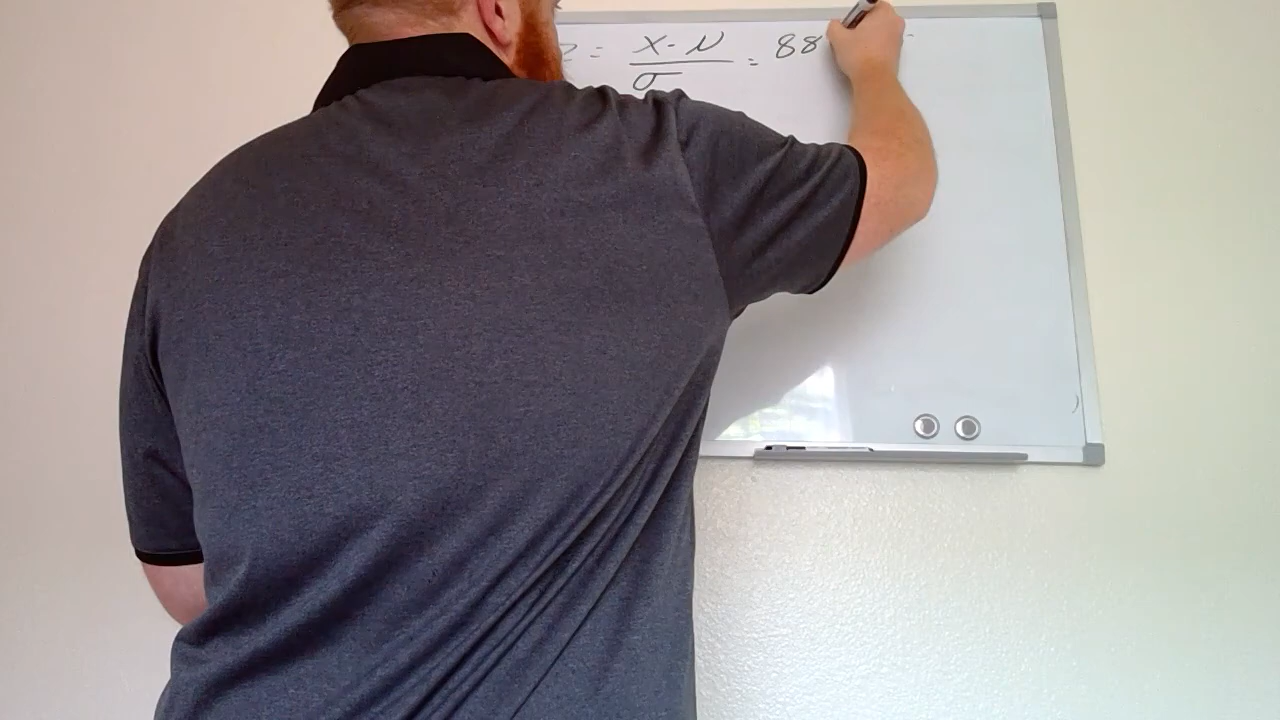 z = x - μ / σ = 88